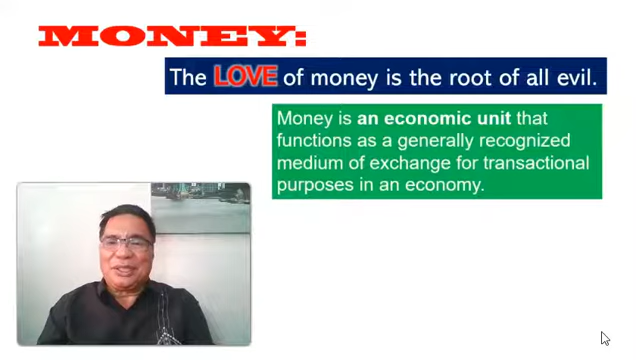 MONEY:
The LOVE of money is the root of all evil.
Money is an economic unit that
functions as a generally recognized
medium of exchange for transactional
purposes in an economy.